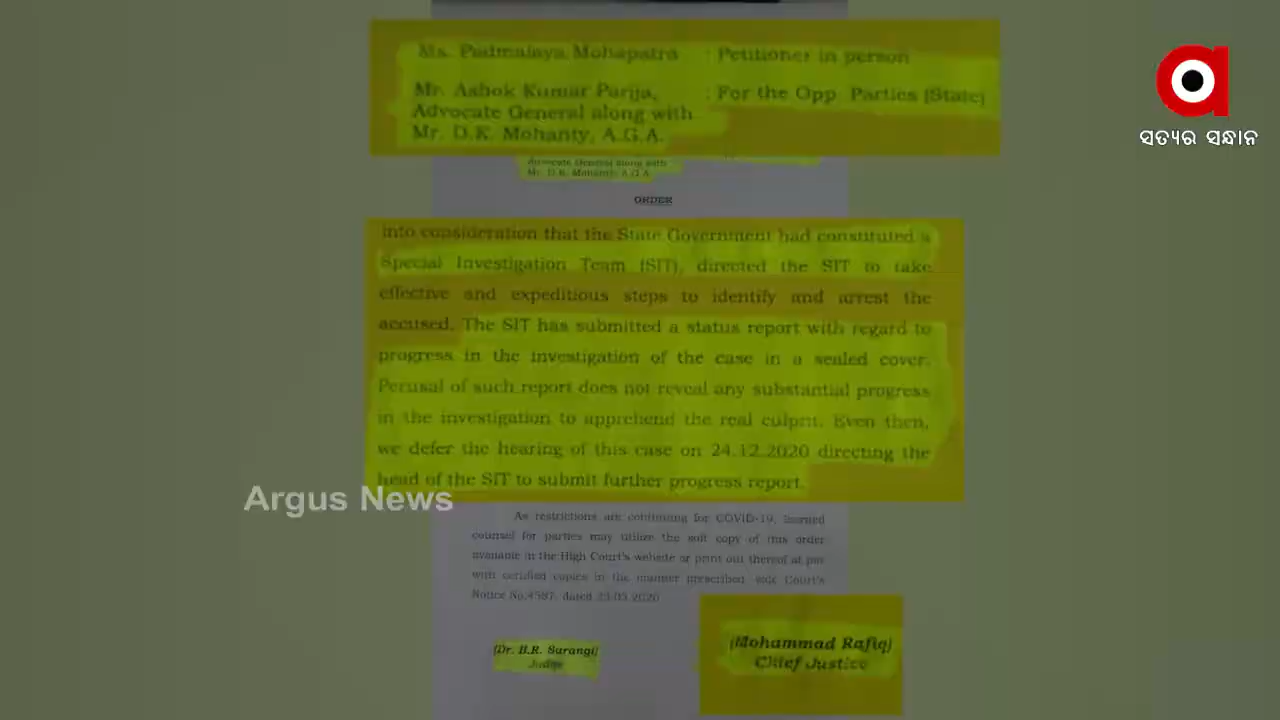 Ms. Padmalaya Mohapatra : Petitioner in person
Mr. Ashok Kumar Parija, : For the Opp. Parties (State)
Advocate General along with
Mr. D.K. Mohanty, A.G.A.
ସତ୍ୟର ସନ୍ଧାନ
Advocate General along with
Mr. D.K. Mohanty, A.G.A.
ORDER
into consideration that the State Government had constituted a
Special Investigation Team (SIT), directed the SIT to take
effective and expeditious steps to identify and arrest the
accused. The SIT has submitted a status report with regard to
progress in the investigation of the case in a sealed cover.
Perusal of such report does not reveal any substantial progress
in the investigation to apprehend the real culprit. Even then,
we defer the hearing of this case on 24.12.2020 directing the
head of the SIT to submit further progress report.
Argus News
As restrictions are continuing for COVID-19, learned
counsel for parties may utilize the soft copy of this order
available in the High Court's website or print out thereof at par
with certified copies in the manner prescribed, vide Court's
Notice No.4587, dated 25.03.2020
(Dr. B.R. Sarangi)
Judge
(Mohammad Rafiq)
Chief Justice